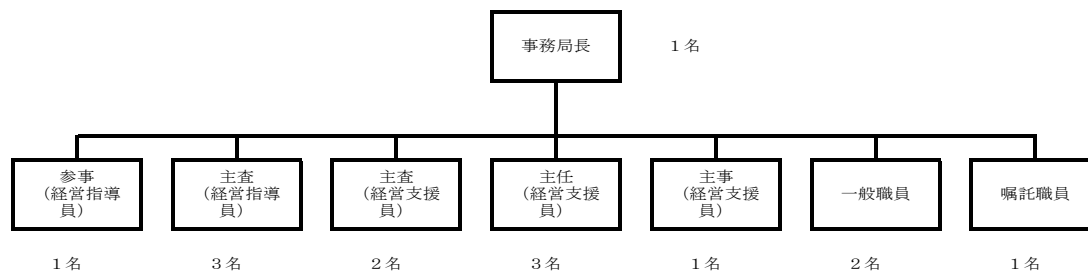 事務局長
１名
参事
（経営指導
員）
主査
（経営指導
員）
主査
（経営支援
員）
主任
（経営支援
員）
主事
（経営支援
員）
一般職員
嘱託職員
１名
３名
２名
３名
１名
２名
１名